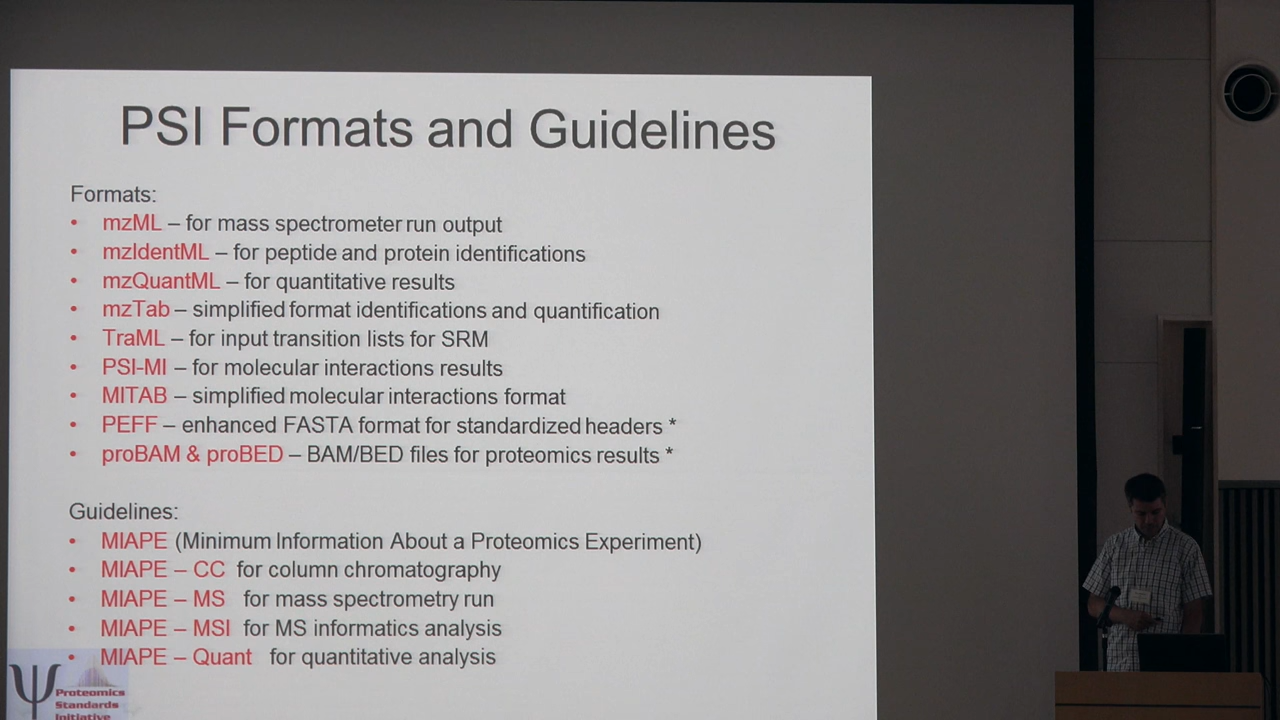 PSI Formats and Guidelines
Formats:
• mzML – for mass spectrometer run output
• mzIdentML – for peptide and protein identifications
• mzQuantML – for quantitative results
• mzTab – simplified format identifications and quantification
• TraML – for input transition lists for SRM
• PSI-MI – for molecular interactions results
• MITAB – simplified molecular interactions format
• PEFF – enhanced FASTA format for standardized headers *
• proBAM & proBED – BAM/BED files for proteomics results *
Guidelines:
• MIAPE (Minimum Information About a Proteomics Experiment)
• MIAPE – CC for column chromatography
• MIAPE – MS for mass spectrometry run
• MIAPE – MSI for MS informatics analysis
• MIAPE – Quant for quantitative analysis
Ψ
Proteomics
Standards
Initiative